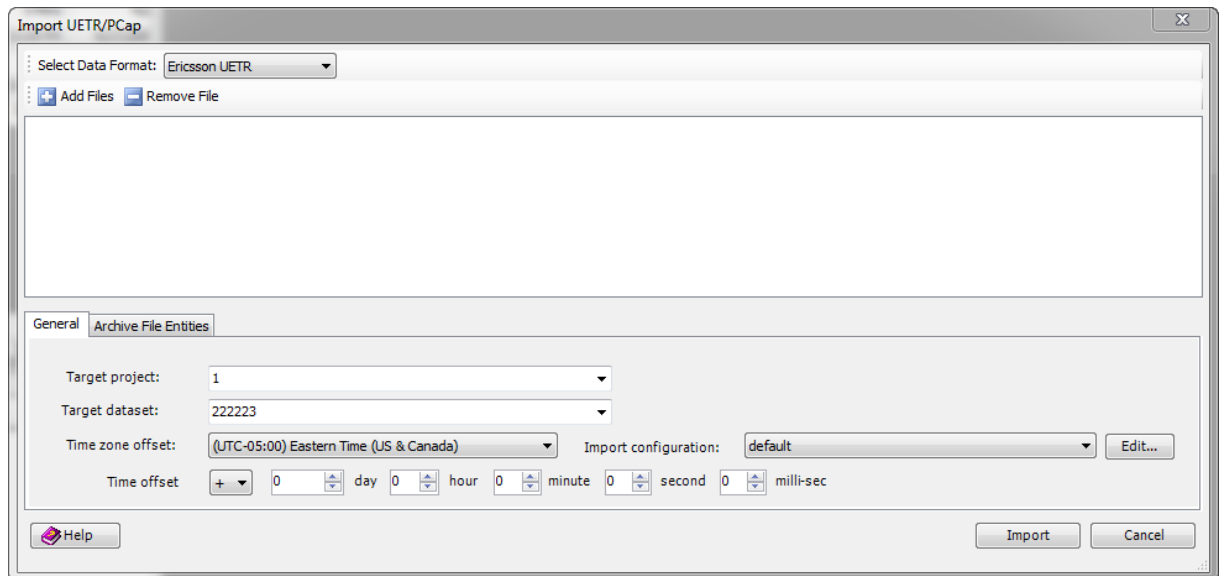 Import UETR/PCap
Select Data Format: Ericsson UETR
Add Files Remove File
General Archive File Entities
Target project: 1
Target dataset: 222223
Time zone offset: (UTC-05:00) Eastern Time (US & Canada) Import configuration: default Edit...
Time offset + 0 day 0 hour 0 minute 0 second 0 milli-sec
Help Import Cancel